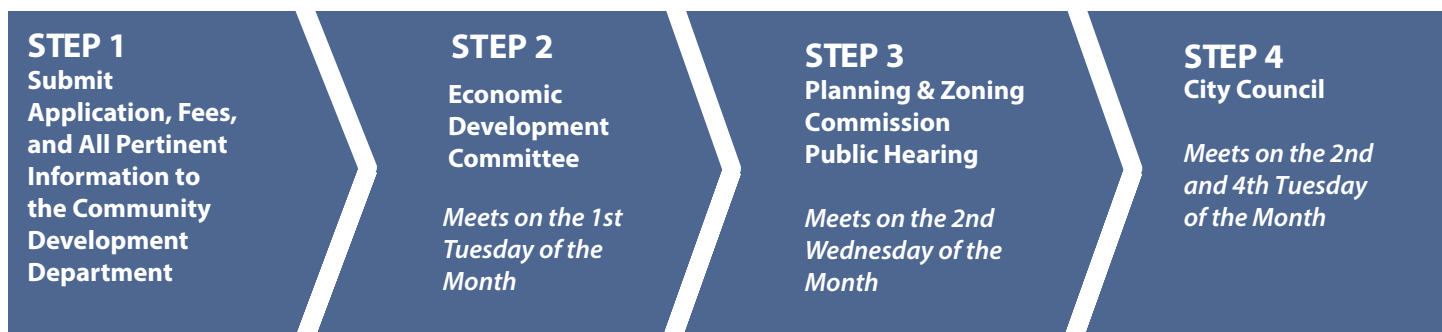 STEP 1
Submit
Application, Fees,
and All Pertinent
Information to
the Community
Development
Department
STEP 2
Economic
Development
Committee
Meets on the 1st
Tuesday of the
Month
STEP 3
Planning & Zoning
Commission
Public Hearing
Meets on the 2nd
Wednesday of the
Month
STEP 4
City Council
Meets on the 2nd
and 4th Tuesday
of the Month